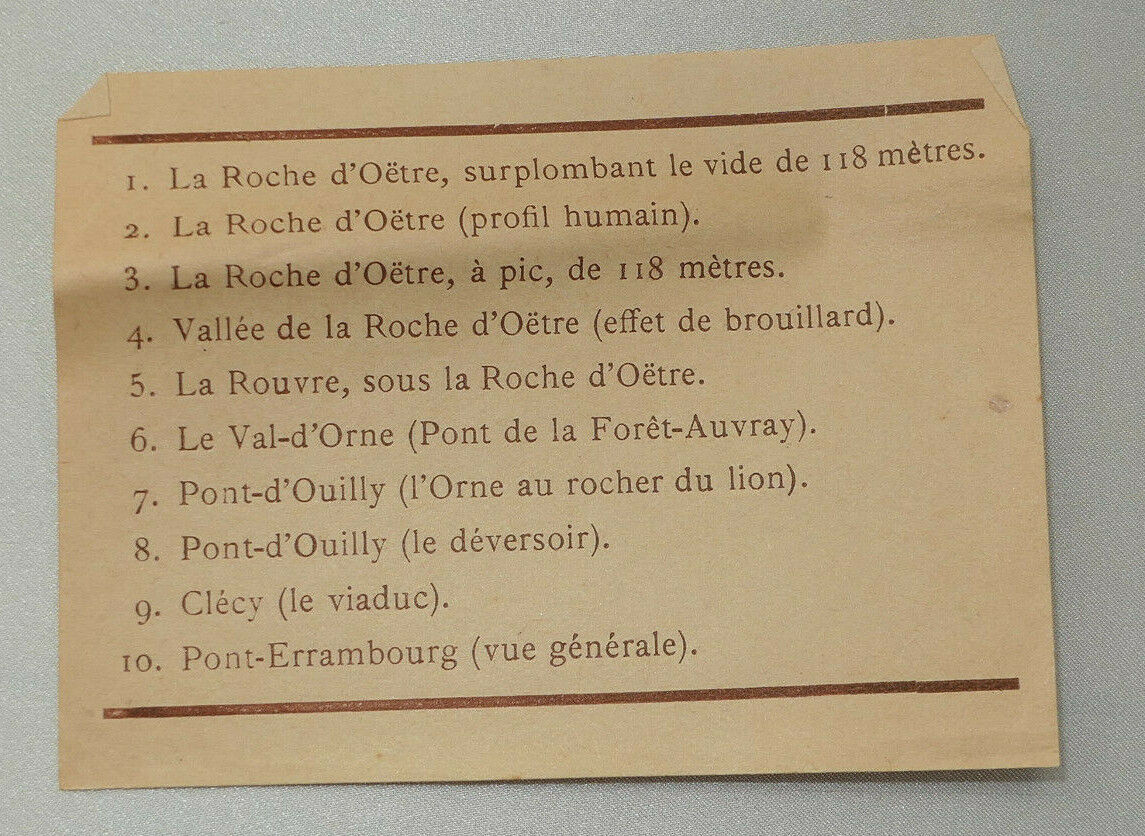 1. La Roche d'Oëtre, surplombant le vide de 118 mètres.
2. La Roche d'Oëtre (profil humain).
3. La Roche d'Oëtre, à pic, de 118 mètres.
4. Vallée de la Roche d'Oëtre (effet de brouillard).
5. La Rouvre, sous la Roche d'Oëtre.
6. Le Val-d'Orne (Pont de la Forêt-Auvray).
7. Pont-d'Ouilly (l'Orne au rocher du lion).
8. Pont-d'Ouilly (le déversoir).
9. Clécy (le viaduc).
10. Pont-Errambourg (vue générale).